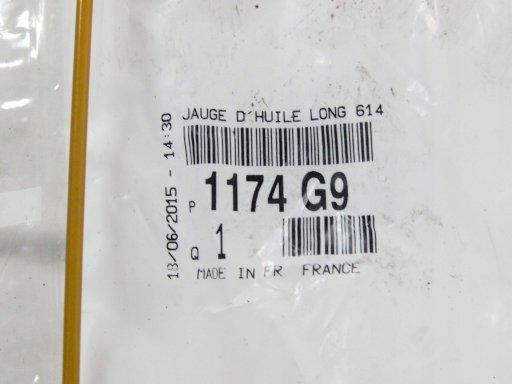 JAUGE D'HUILE LONG 614
P 1174 G9
Q 1
MADE IN FR FRANCE
18/06/2015 - 14:30